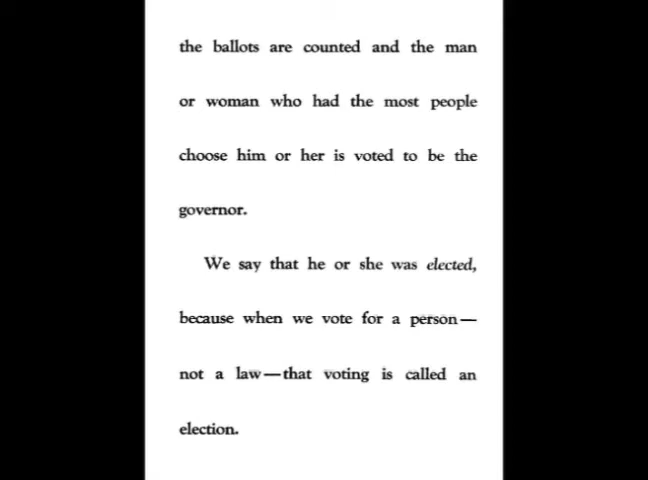 the ballots are counted and the man
or woman who had the most people
choose him or her is voted to be the
governor.
We say that he or she was elected,
because when we vote for a person—
not a law—that voting is called an
election.